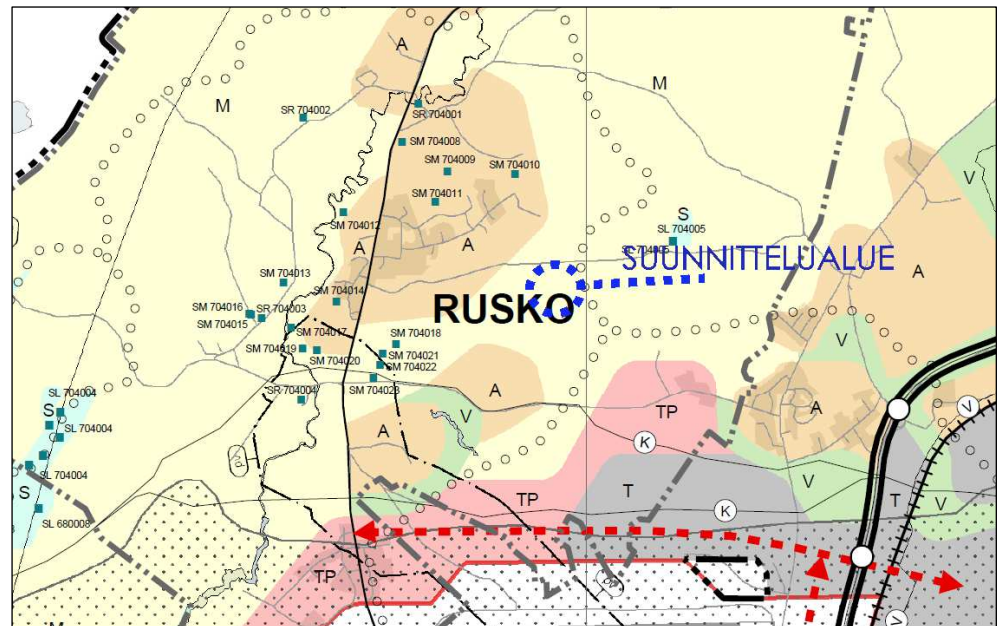 A
M
M
SR 704002
SR 704001
SM 704008
SM 704009
SM 704010
V
SM 704011
SM 704012
S
SL 704005
A
A
SUUNNITTELUALUE
A
SM 704013
SM 704014
RUSKO
SM 704016
SR 704003
SM 704015
SM 704017
SM 704018
V
SM 704019
SM 704020
SM 704021
SM 704022
SM 704023
SL 704004
SR 704004
A
TP
A
V
S
SL 704004
A
V
K
V
SL 704004
S
TP
T
K
T
V
SL 680008
TP
V
M